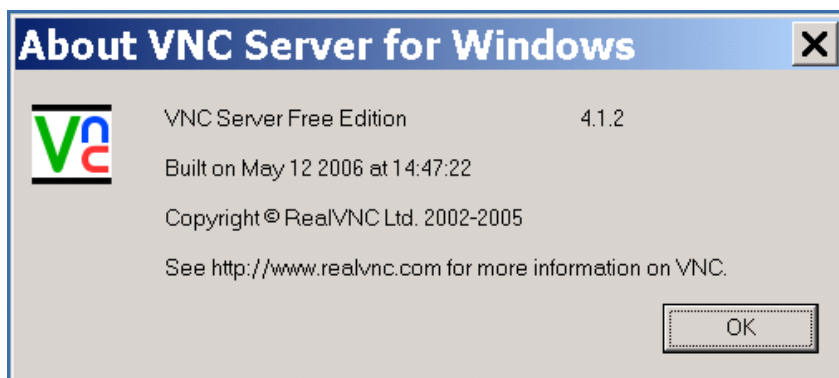 About VNC Server for Windows
VNC Server Free Edition 4.1.2
Built on May 12 2006 at 14:47:22
Copyright © RealVNC Ltd. 2002-2005
See http://www.realvnc.com for more information on VNC.
OK